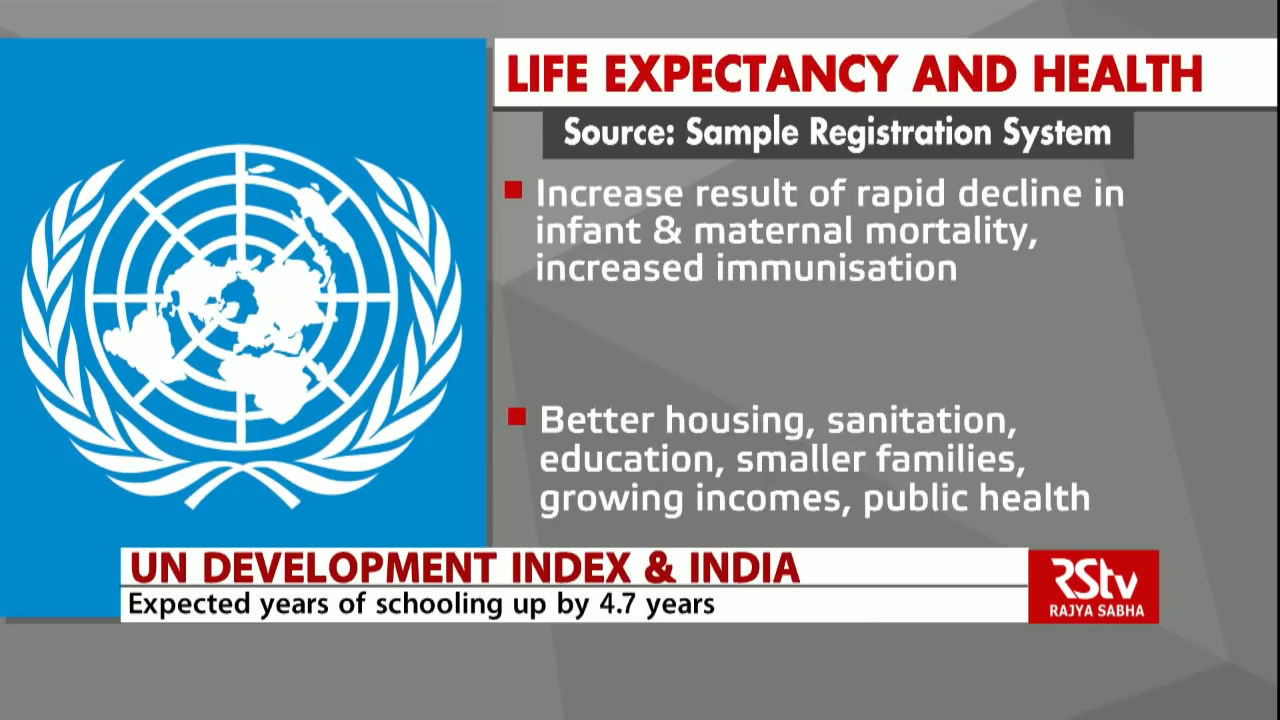 LIFE EXPECTANCY AND HEALTH
Source: Sample Registration System
Increase result of rapid decline in
infant & maternal mortality,
increased immunisation
Better housing, sanitation,
education, smaller families,
growing incomes, public health
UN DEVELOPMENT INDEX & INDIA
Expected years of schooling up by 4.7 years
RStv
RAJYA SABHA